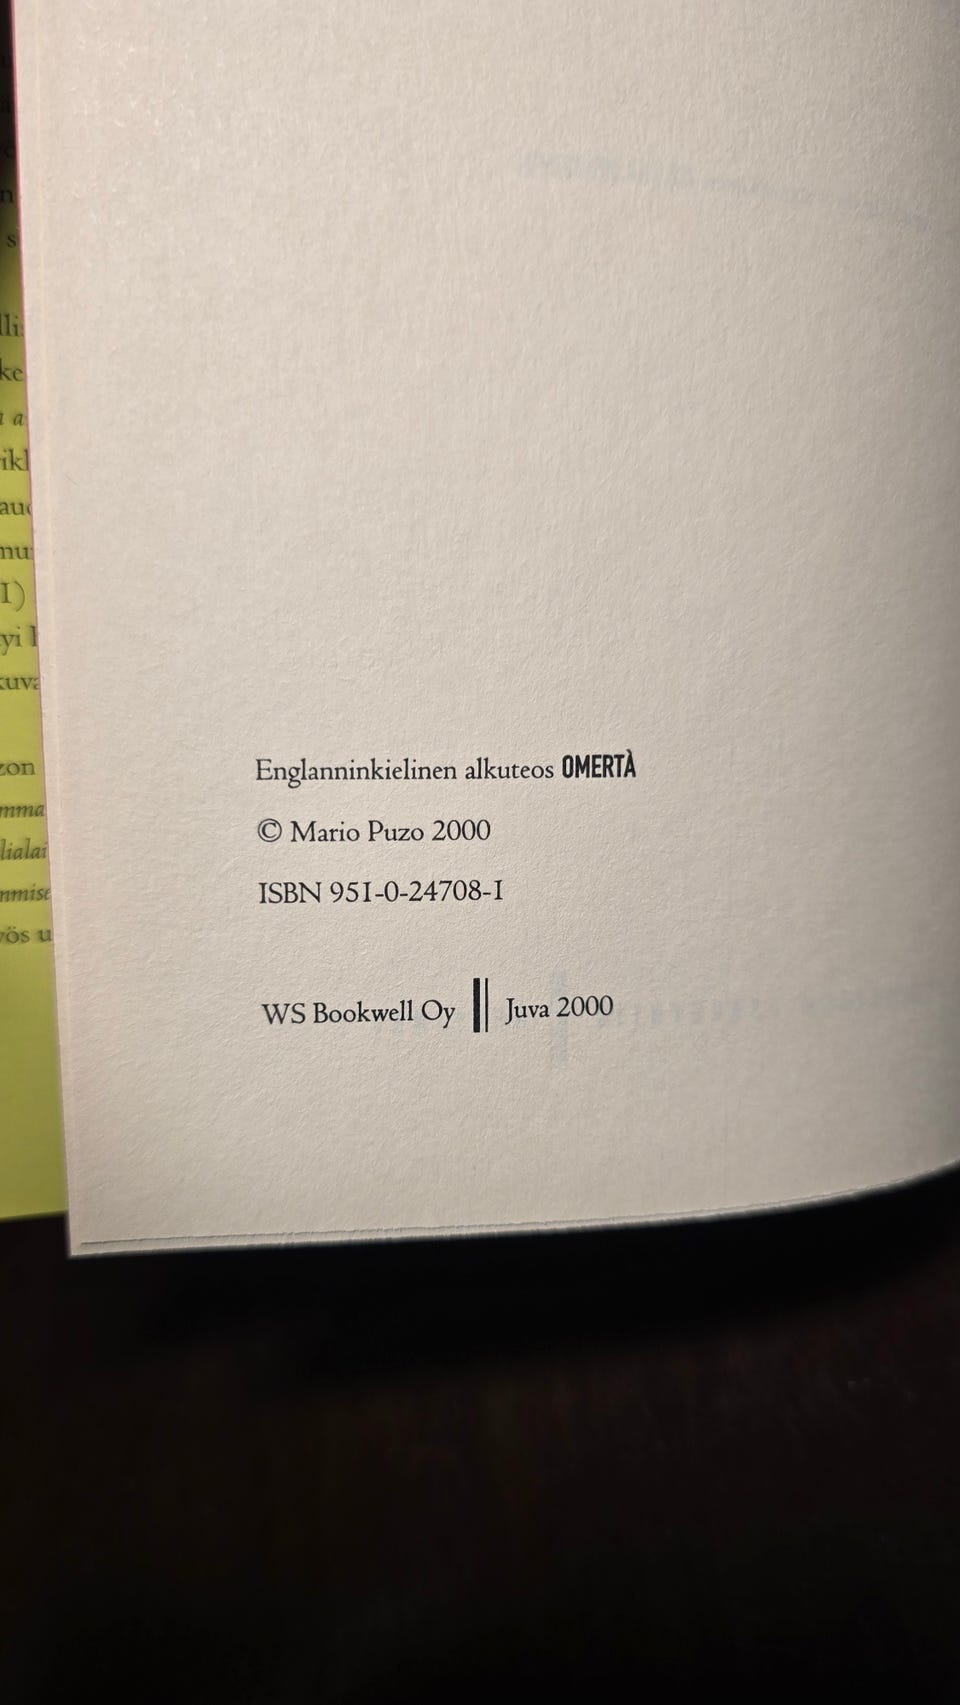 Englanninkielinen alkuteos OMERTÀ
© Mario Puzo 2000
ISBN 951-0-24708-1
WS Bookwell Oy || Juva 2000